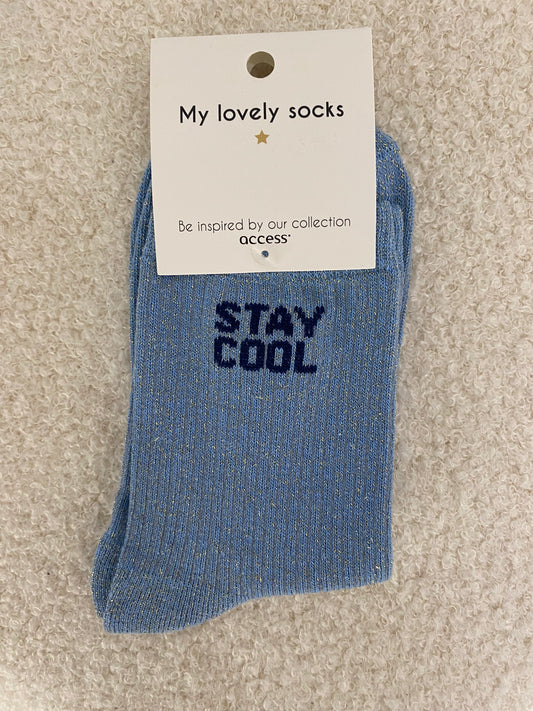 My lovely socks
Be inspired by our collection
access
STAY
COOL